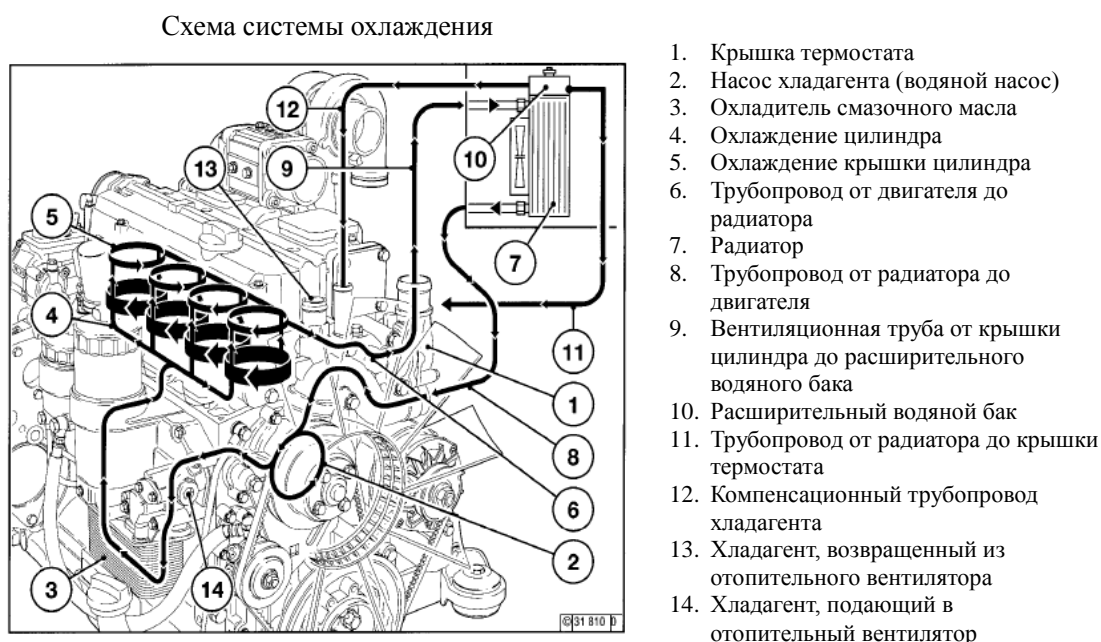 Схема системы охлаждения
12
13
9
10
5
7
4
11
1
8
6
2
3
14
© 31 810 0
1. Крышка термостата
2. Насос хладагента (водяной насос)
3. Охладитель смазочного масла
4. Охлаждение цилиндра
5. Охлаждение крышки цилиндра
6. Трубопровод от двигателя до
радиатора
7. Радиатор
8. Трубопровод от радиатора до
двигателя
9. Вентиляционная труба от крышки
цилиндра до расширительного
водяного бака
10. Расширительный водяной бак
11. Трубопровод от радиатора до крышки
термостата
12. Компенсационный трубопровод
хладагента
13. Хладагент, возвращенный из
отопительного вентилятора
14. Хладагент, подающий в
отопительный вентилятор